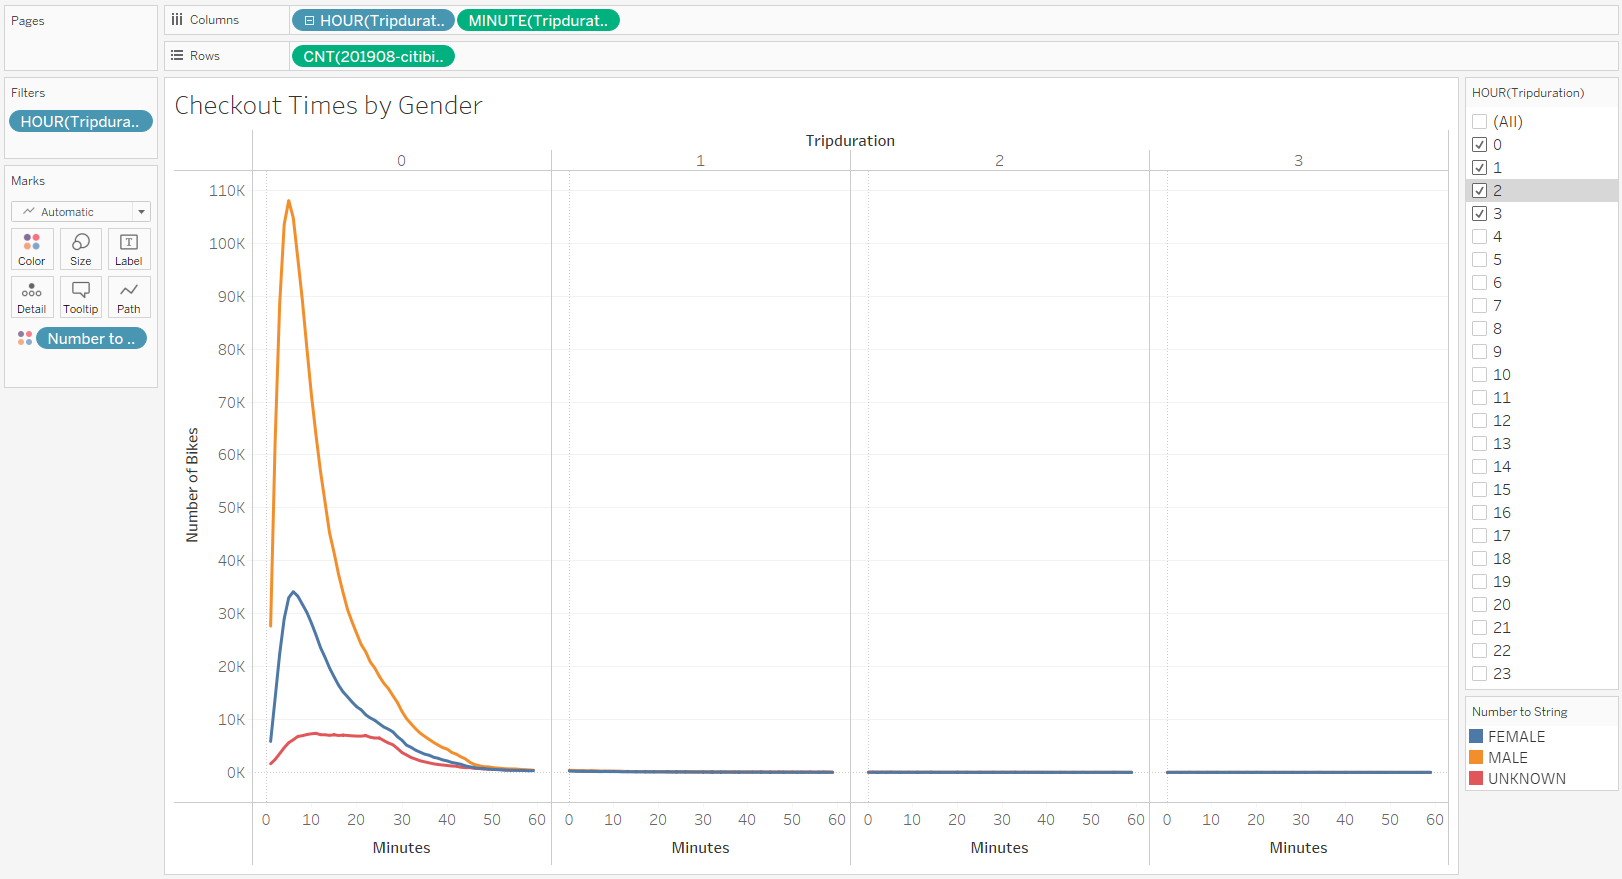 Pages
Columns
HOUR(Tripdurat..
MINUTE(Tripdurat..
Rows
CNT(201908-citibi..
Filters
HOUR(Tripdura..
Marks
Automatic
Color
Size
Label
Detail
Tooltip
Path
Number to ..
Checkout Times by Gender
Tripduration
0 1 2 3
110K
100K
90K
80K
70K
60K
50K
40K
30K
20K
10K
0K
Number of Bikes
0 10 20 30 40 50 60 0 10 20 30 40 50 60 0 10 20 30 40 50 60 0 10 20 30 40 50 60
Minutes Minutes Minutes Minutes
HOUR(Tripduration)
(All)
0
1
2
3
4
5
6
7
8
9
10
11
12
13
14
15
16
17
18
19
20
21
22
23
Number to String
FEMALE
MALE
UNKNOWN